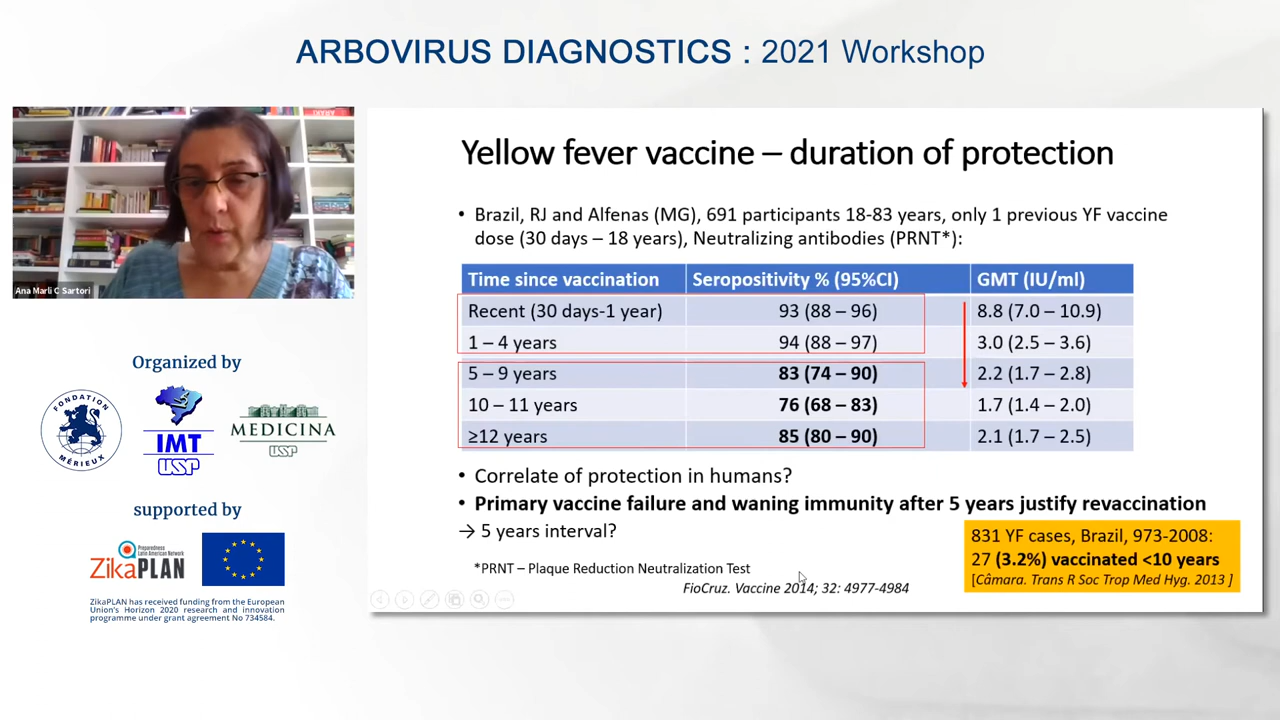 ARBOVIRUS DIAGNOSTICS : 2021 Workshop
Ana Marli C Sartori
Organized by
FONDATION
MÉRIEUX
IMT
USP
MEDICINA
USP
supported by
Preparedness
Latin American Network
ZikaPLAN
ZikaPLAN has received funding from the European
Union's Horizon 2020 research and innovation
programme under grant agreement No 734584.
Yellow fever vaccine – duration of protection
• Brazil, RJ and Alfenas (MG), 691 participants 18-83 years, only 1 previous YF vaccine
dose (30 days – 18 years), Neutralizing antibodies (PRNT*):
Time since vaccination Seropositivity % (95%CI) GMT (IU/ml)
Recent (30 days-1 year) 93 (88 – 96) 8.8 (7.0 – 10.9)
1 – 4 years 94 (88 – 97) 3.0 (2.5 – 3.6)
5 – 9 years 83 (74 – 90) 2.2 (1.7 – 2.8)
10 – 11 years 76 (68 – 83) 1.7 (1.4 – 2.0)
≥12 years 85 (80 – 90) 2.1 (1.7 – 2.5)
• Correlate of protection in humans?
• Primary vaccine failure and waning immunity after 5 years justify revaccination
→ 5 years interval?
831 YF cases, Brazil, 973-2008:
27 (3.2%) vaccinated <10 years
[Câmara. Trans R Soc Trop Med Hyg. 2013 ]
*PRNT – Plaque Reduction Neutralization Test
FioCruz. Vaccine 2014; 32: 4977-4984